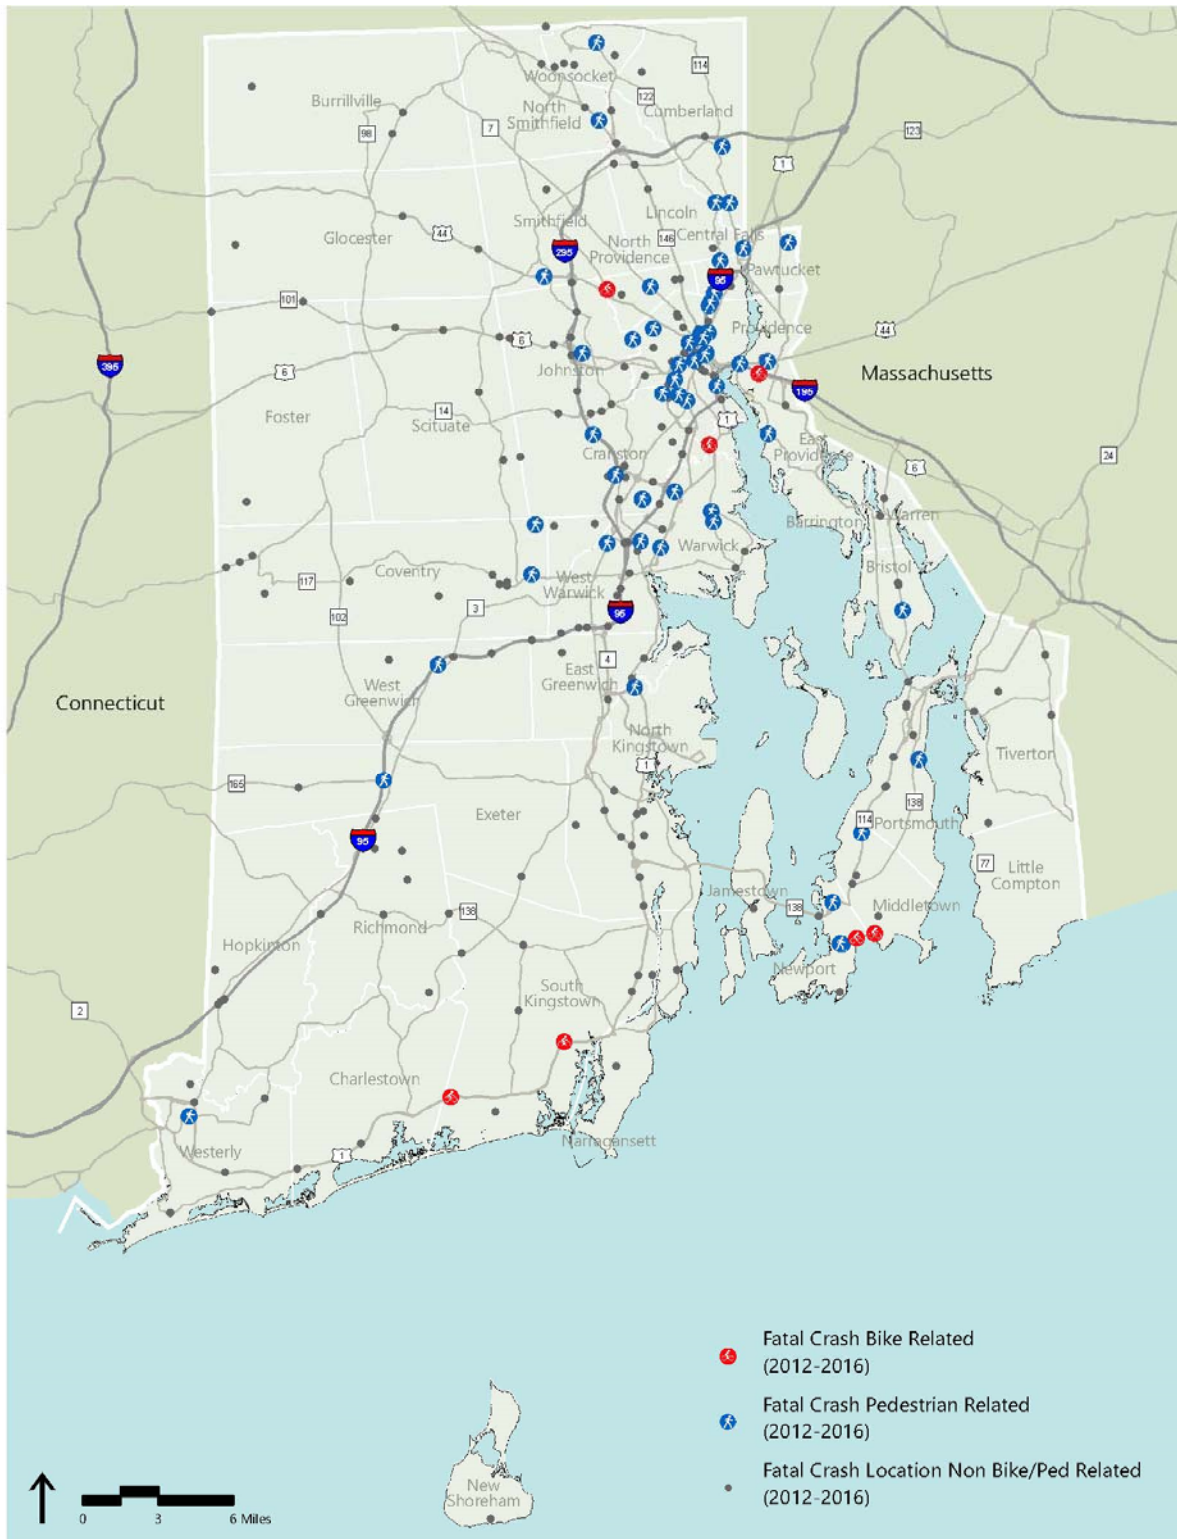 Woonsocket
114
Burrillville
122
North
Smithfield
Cumberland
7
98
123
1
Smithfield
Lincoln
Central Falls
Glocester
44
295
North
Providence
146
95
Pawtucket
101
Providence
44
395
6
6
Johnston
Massachusetts
195
Foster
14
Scituate
1
East
Providence
24
Cranston
6
Barrington
Warren
Warwick
Coventry
West
Warwick
Bristol
117
102
3
95
4
West
Greenwich
East
Greenwich
Connecticut
North
Kingstown
1
Tiverton
165
Exeter
138
114
Portsmouth
95
77
Little
Compton
Jamestown
138
138
Middletown
Richmond
Hopkinton
Newport
South
Kingstown
2
Charlestown
Westerly
1
Narragansett
Fatal Crash Bike Related
(2012-2016)
Fatal Crash Pedestrian Related
(2012-2016)
Fatal Crash Location Non Bike/Ped Related
(2012-2016)
New
Shoreham
0 3 6 Miles